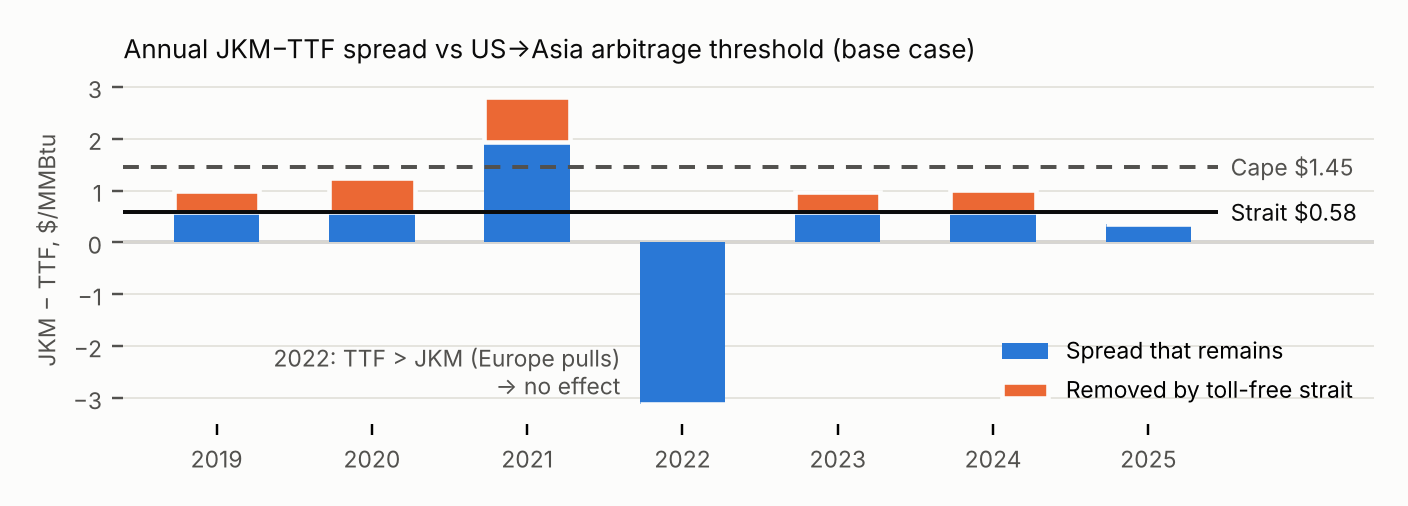 Annual JKM−TTF spread vs US→Asia arbitrage threshold (base case)
JKM − TTF, $/MMBtu
3
2
1
0
−1
−2
−3
Cape $1.45
Strait $0.58
2022: TTF > JKM (Europe pulls)
→ no effect
Spread that remains
Removed by toll-free strait
2019
2020
2021
2022
2023
2024
2025